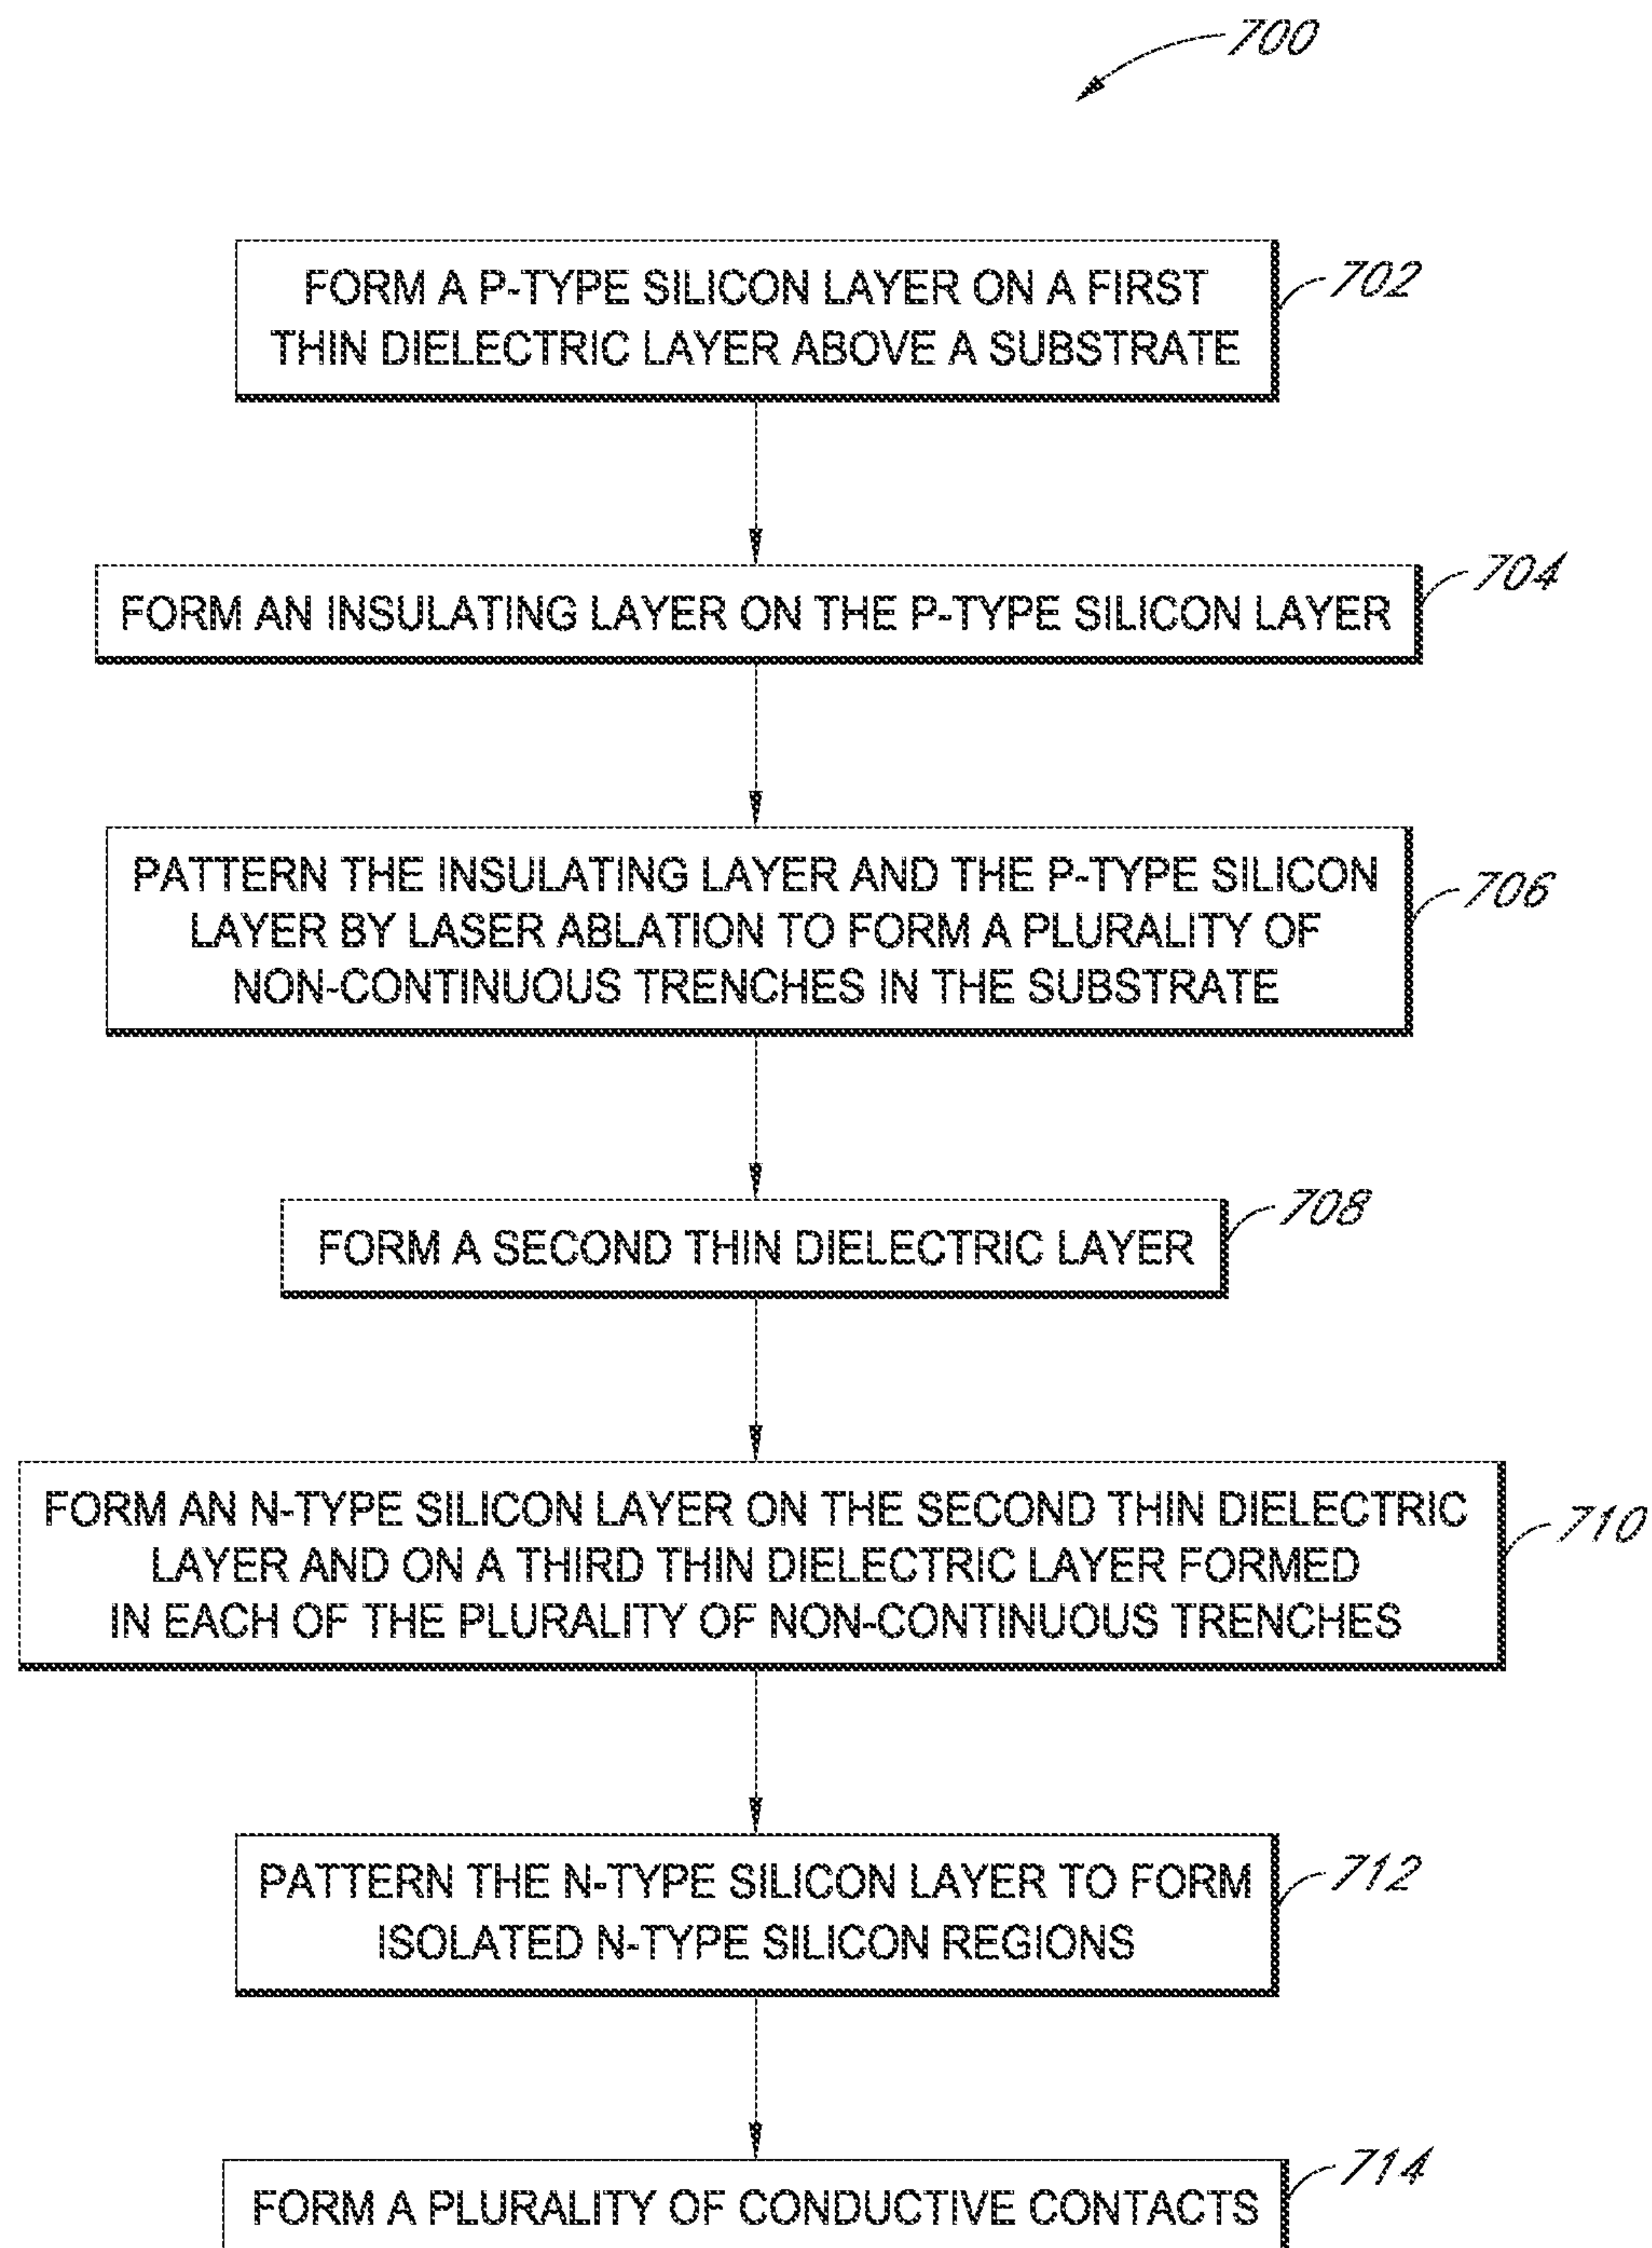 700
FORM A P-TYPE SILICON LAYER ON A FIRST
THIN DIELECTRIC LAYER ABOVE A SUBSTRATE
702
FORM AN INSULATING LAYER ON THE P-TYPE SILICON LAYER
704
PATTERN THE INSULATING LAYER AND THE P-TYPE SILICON
LAYER BY LASER ABLATION TO FORM A PLURALITY OF
NON-CONTINUOUS TRENCHES IN THE SUBSTRATE
706
FORM A SECOND THIN DIELECTRIC LAYER
708
FORM AN N-TYPE SILICON LAYER ON THE SECOND THIN DIELECTRIC
LAYER AND ON A THIRD THIN DIELECTRIC LAYER FORMED
IN EACH OF THE PLURALITY OF NON-CONTINUOUS TRENCHES
710
PATTERN THE N-TYPE SILICON LAYER TO FORM
ISOLATED N-TYPE SILICON REGIONS
712
FORM A PLURALITY OF CONDUCTIVE CONTACTS
714